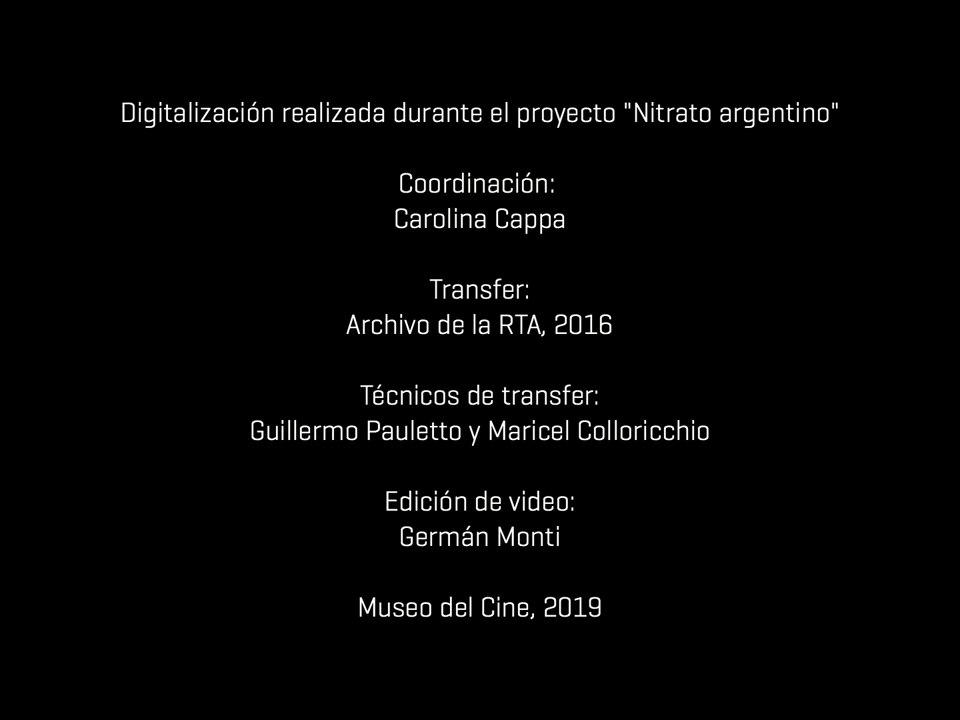 Digitalización realizada durante el proyecto "Nitrato argentino"
Coordinación:
Carolina Cappa
Transfer:
Archivo de la RTA, 2016
Técnicos de transfer:
Guillermo Pauletto y Maricel Colloricchio
Edición de video:
Germán Monti
Museo del Cine, 2019